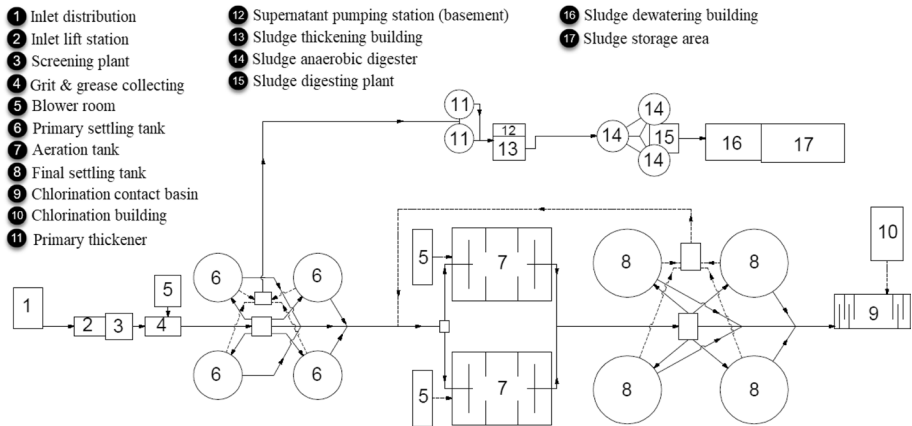 1 Inlet distribution
2 Inlet lift station
3 Screening plant
4 Grit & grease collecting
5 Blower room
6 Primary settling tank
7 Aeration tank
8 Final settling tank
9 Chlorination contact basin
10 Chlorination building
11 Primary thickener
12 Supernatant pumping station (basement)
13 Sludge thickening building
14 Sludge anaerobic digester
15 Sludge digesting plant
16 Sludge dewatering building
17 Sludge storage area
11
11
12
13
14
14
14
15
16
17
1
2
3
4
5
6
6
6
6
5
7
5
7
8
8
8
8
10
9